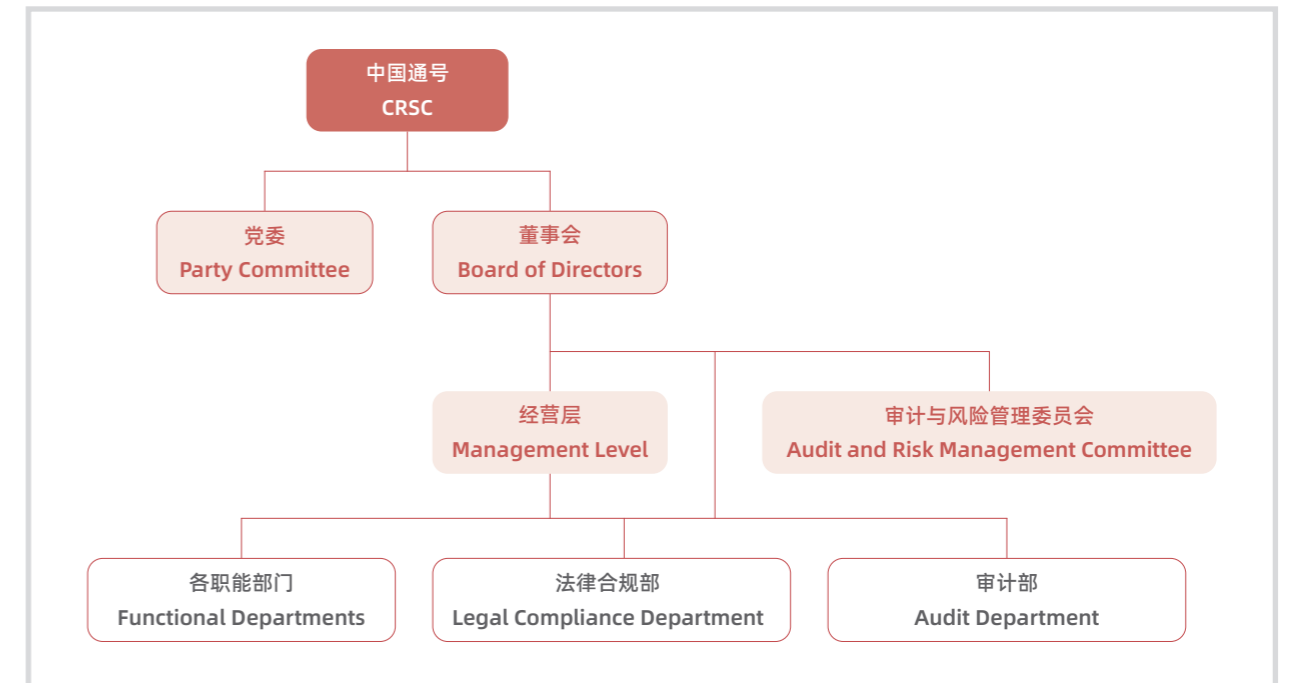 中国通号
CRSC
党委
Party Committee
董事会
Board of Directors
经营层
Management Level
审计与风险管理委员会
Audit and Risk Management Committee
各职能部门
Functional Departments
法律合规部
Legal Compliance Department
审计部
Audit Department